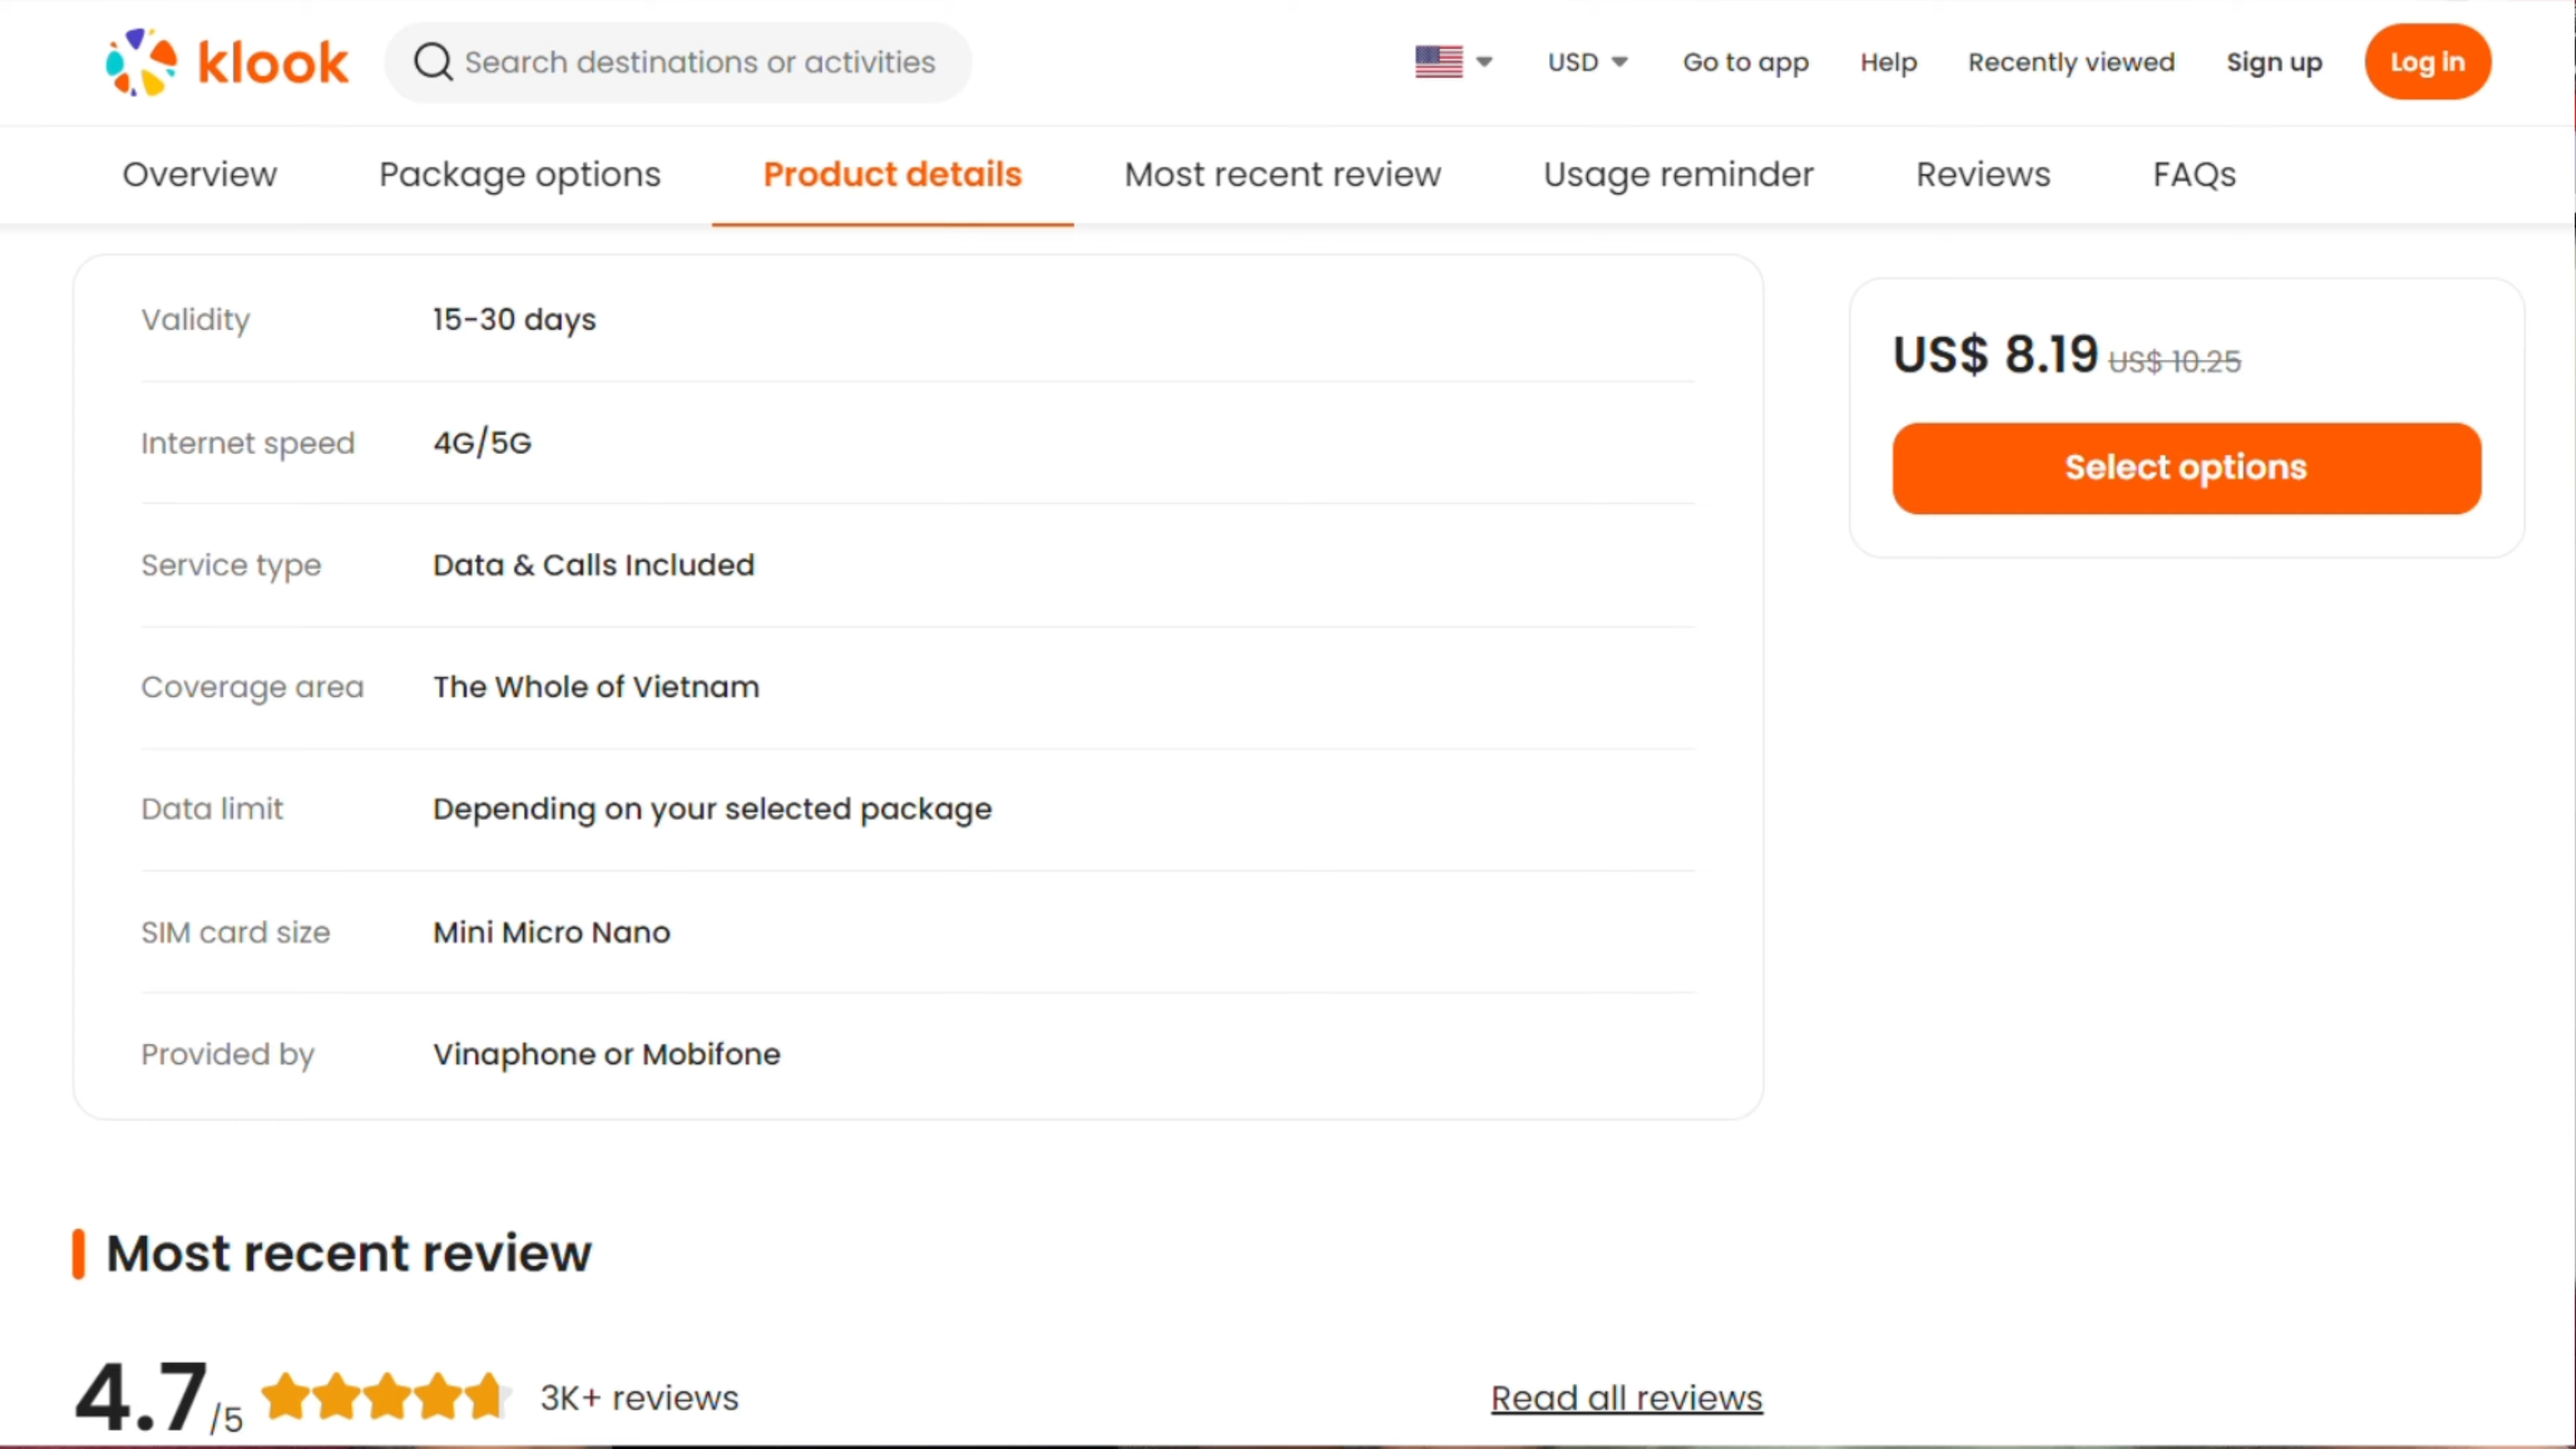 klook
Search destinations or activities
USD
Go to app
Help
Recently viewed
Sign up
Log in
Overview
Package options
Product details
Most recent review
Usage reminder
Reviews
FAQs
Validity 15-30 days
Internet speed 4G/5G
Service type Data & Calls Included
Coverage area The Whole of Vietnam
Data limit Depending on your selected package
SIM card size Mini Micro Nano
Provided by Vinaphone or Mobifone
US$ 8.19 US$ 10.25
Select options
Most recent review
4.7/5 3K+ reviews
Read all reviews